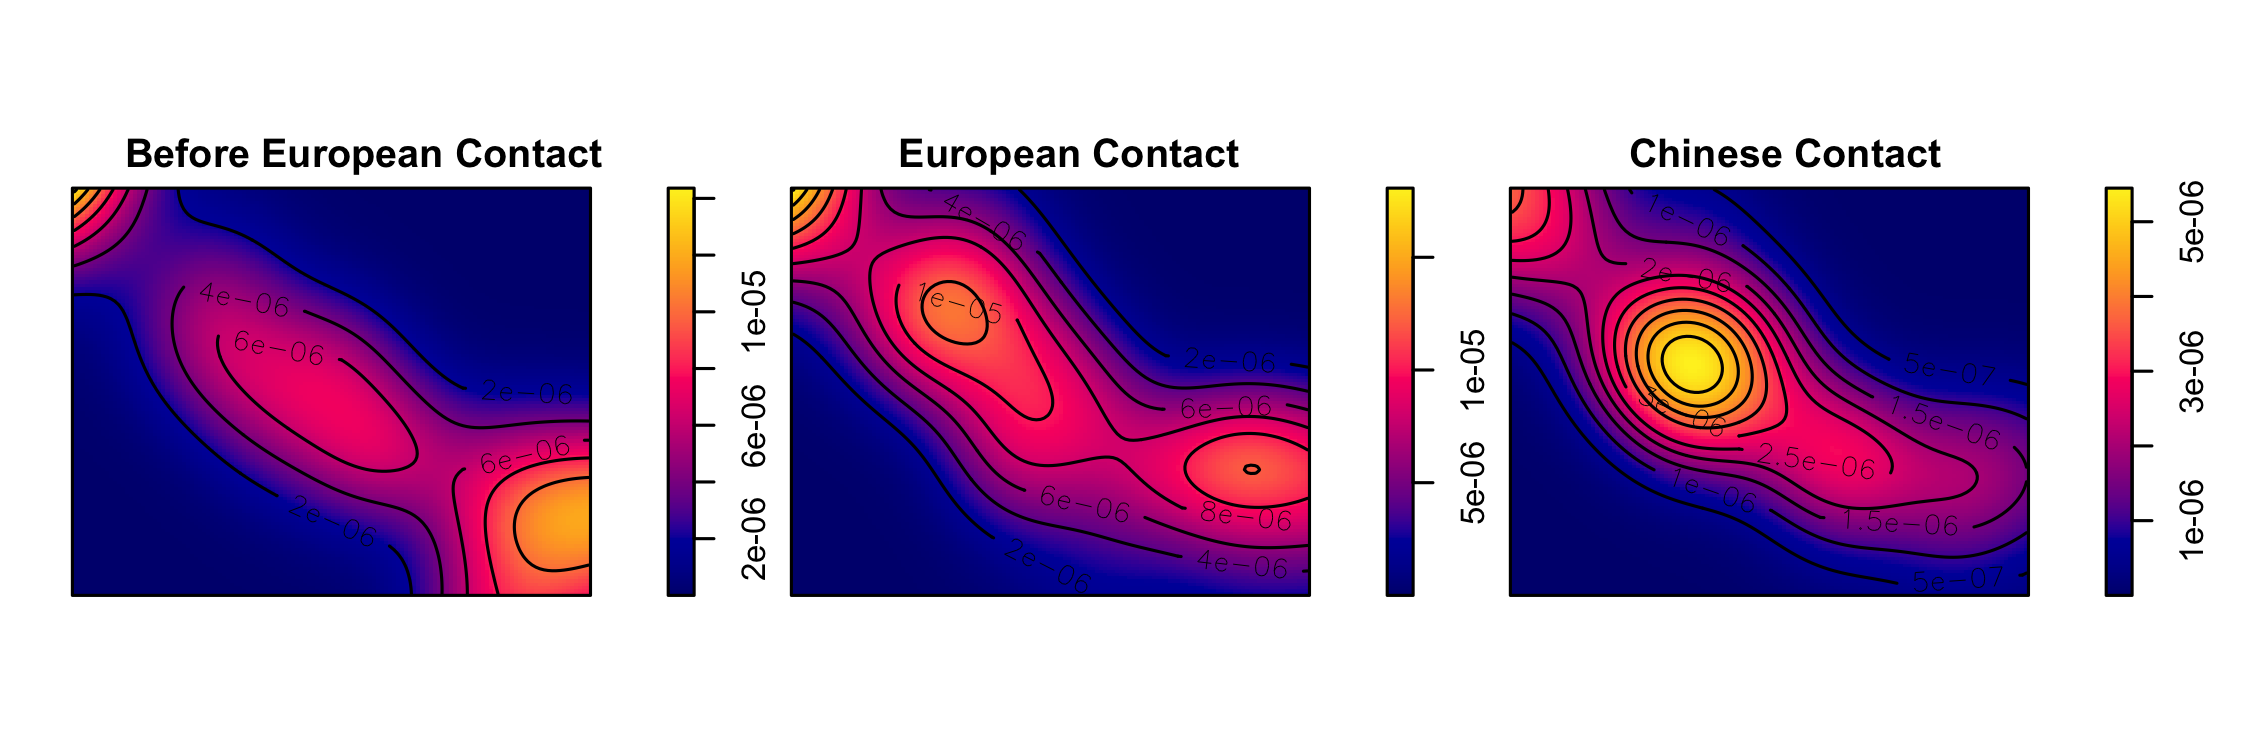 Before European Contact
4e-06
6e-06
2e-06
6e-06
2e-06
2e-06 6e-06 1e-05
European Contact
4e-06
1e-05
2e-06
6e-06
6e-06
8e-06
2e-06
4e-06
5e-06 1e-05
Chinese Contact
1e-06
2e-06
5e-07
3e-06
1.5e-06
2.5e-06
1e-06
1.5e-06
5e-07
1e-06 3e-06 5e-06